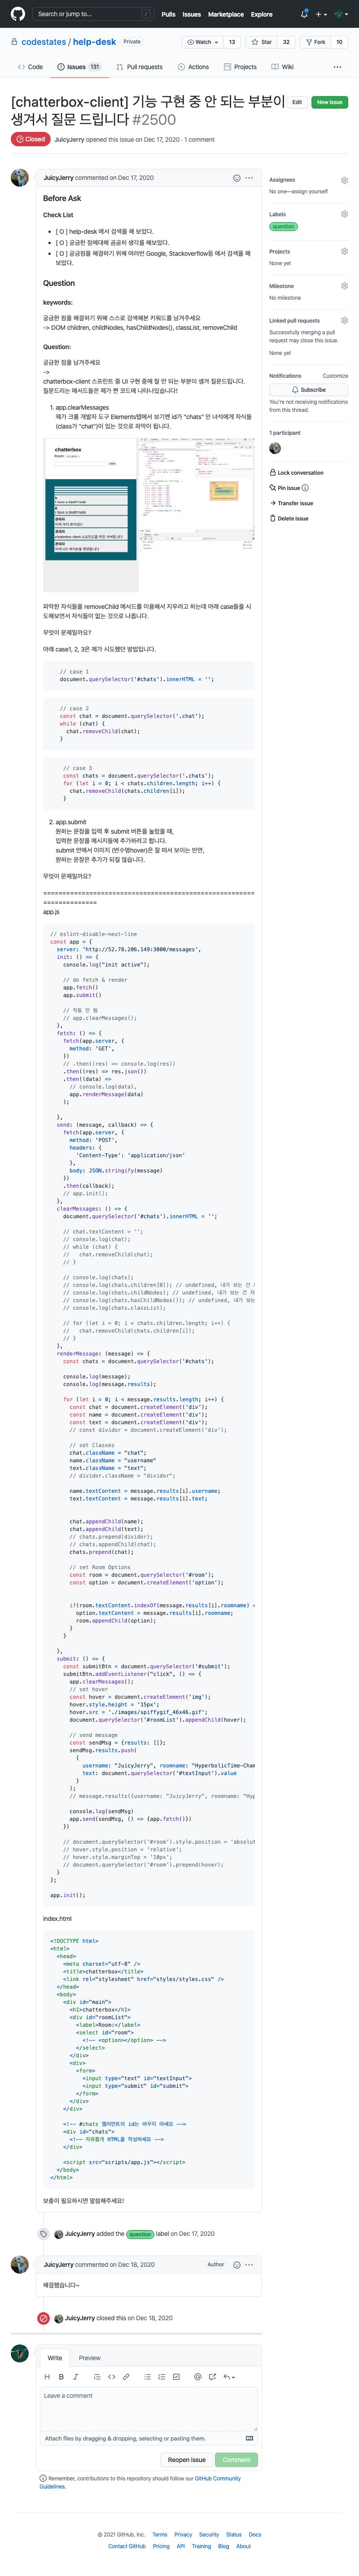 Search or jump to...
/
Pulls Issues Marketplace Explore
codestates / help-desk Private
Watch 13 Star 32 Fork 10
Code Issues 131 Pull requests Actions Projects Wiki
[chatterbox-client] 기능 구현 중 안 되는 부분이
생겨서 질문 드립니다 #2500
Edit New issue
Closed JuicyJerry opened this issue on Dec 17, 2020 · 1 comment
JuicyJerry commented on Dec 17, 2020
Before Ask
Check List
[ O ] help-desk 에서 검색을 해 보았다.
[ O ] 궁금한 점에대해 곰곰히 생각을 해보았다.
[ O ] 궁금점을 해결하기 위해 여러번 Google, Stackoverflow등 에서 검색을 해
보았다.
Question
keywords:
궁금한 점을 해결하기 위해 스스로 검색해본 키워드를 남겨주세요
-> DOM children, childNodes, hasChildNodes(), classList, removeChild
Question:
궁금한 점을 남겨주세요
->
chatterbox-client 스프린트 중 UI 구현 중에 잘 안 되는 부분이 생겨 질문드립니다.
질문드리는 메서드들은 제가 짠 코드에 나타나있습니다!
1. app.clearMessages
제가 크롬 개발자 도구 Elements탭에서 보기엔 id가 "chats" 인 녀석에게 자식들
(class가 "chat")이 있는 것으로 파악이 됩니다.
chatterbox
파악한 자식들을 removeChild 메서드를 이용해서 지우려고 하는데 아래 case들을 시
도해보면서 자식들이 없는 것으로 나옵니다.
무엇이 문제일까요?
아래 case1, 2, 3은 제가 시도했던 방법입니다.
// case 1
document.querySelector('#chats').innerHTML = '';
// case 2
const chat = document.querySelector('.chat');
while (chat) {
chat.removeChild(chat);
}
// case 3
const chats = document.querySelector('.chats');
for (let i = 0; i < chats.children.length; i++) {
chat.removeChild(chats.children[i]);
}
2. app.submit
원하는 문장을 입력 후 submit 버튼을 눌렀을 때,
입력한 문장을 메시지들에 추가하려고 합니다.
submit 안에서 이미지 (변수명hover)은 잘 떠서 보이는 반면,
원하는 문장은 추가가 되질 않습니다.
무엇이 문제일까요?
=======================================================
==============
app.js
// eslint-disable-next-line
const app = {
server: 'http://52.78.206.149:3000/messages',
init: () => {
console.log("init active");
// do fetch & render
app.fetch()
app.submit()
// 작동 안 됨
// app.clearMessages();
},
fetch: () => {
fetch(app.server, {
method: 'GET',
})
// .then((res) => console.log(res))
.then((res) => res.json())
.then((data) =>
// console.log(data),
app.renderMessage(data)
);
},
send: (message, callback) => {
fetch(app.server, {
method: 'POST',
headers: {
'Content-Type': 'application/json'
},
body: JSON.stringify(message)
})
.then(callback);
// app.init();
},
clearMessages: () => {
document.querySelector('#chats').innerHTML = '';
// chat.textContent = '';
// console.log(chat);
// while (chat) {
//   chat.removeChild(chat);
// }
// console.log(chats);
// console.log(chats.children[0]); // undefined, 내가 보는 건
// console.log(chats.childNodes); // undefined, 내가 보는 건
// console.log(chats.hasChildNodes()); // undefined, 내가 보는
// console.log(chats.classList);
// for (let i = 0; i < chats.children.length; i++) {
//   chat.removeChild(chats.children[i]);
// }
},
renderMessage: (message) => {
const chats = document.querySelector('#chats');
console.log(message);
console.log(message.results);
for (let i = 0; i < message.results.length; i++) {
const chat = document.createElement('div');
const name = document.createElement('div');
const text = document.createElement('div');
// const dividor = document.createElement('div');
// set Classes
chat.className = "chat";
name.className = "username"
text.className = "text";
// dividor.className = "dividor";
name.textContent = message.results[i].username;
text.textContent = message.results[i].text;
chat.appendChild(name);
chat.appendChild(text);
// chats.prepend(dividor);
// chats.appendChild(chat);
chats.prepend(chat);
// set Room Options
const room = document.querySelector('#room');
const option = document.createElement('option');
if(room.textContent.indexOf(message.results[i].roomname) =
option.textContent = message.results[i].roomname;
room.appendChild(option);
}
}
},
submit: () => {
const submitBtn = document.querySelector('#submit');
submitBtn.addEventListener("click", () => {
app.clearMessages();
// set hover
const hover = document.createElement('img');
hover.style.height = '15px';
hover.src = './images/spiffygif_46x46.gif';
document.querySelector('#roomList').appendChild(hover);
// send message
const sendMsg = {results: []};
sendMsg.results.push(
{
username: "JuicyJerry", roomname: "HyperbolicTime-Chan
text: document.querySelector('#textInput').value
}
);
// message.results({username: "JuicyJerry", roomname: "Hyp
console.log(sendMsg)
app.send(sendMsg, () => {app.fetch()})
})
// document.querySelector('#room').style.position = 'absolut
// hover.style.position = 'relative';
// hover.style.marginTop = '10px';
// document.querySelector('#room').prepend(hover);
}
};
app.init();
index.html
<!DOCTYPE html>
<html>
<head>
<meta charset="utf-8" />
<title>chatterbox</title>
<link rel="stylesheet" href="styles/styles.css" />
</head>
<body>
<div id="main">
<h1>chatterbox</h1>
<div id="roomList">
<label>Room:</label>
<select id="room">
<!-- <option></option> -->
</select>
</div>
<div>
<form>
<input type="text" id="textInput">
<input type="submit" id="submit">
</form>
</div>
</div>
<!-- #chats 엘리먼트의 id는 바꾸지 마세요 -->
<div id="chats">
<!-- 자유롭게 HTML을 작성하세요 -->
</div>
<script src="scripts/app.js"></script>
</body>
</html>
보충이 필요하시면 말씀해주세요!
JuicyJerry added the question label on Dec 17, 2020
JuicyJerry commented on Dec 18, 2020 Author
해결했습니다~
JuicyJerry closed this on Dec 18, 2020
Write Preview
Leave a comment
Attach files by dragging & dropping, selecting or pasting them.
Reopen issue Comment
Remember, contributions to this repository should follow our GitHub Community
Guidelines.
Assignees
No one—assign yourself
Labels
question
Projects
None yet
Milestone
No milestone
Linked pull requests
Successfully merging a pull
request may close this issue.
None yet
Notifications Customize
Subscribe
You're not receiving notifications
from this thread.
1 participant
Lock conversation
Pin issue
Transfer issue
Delete issue
© 2021 GitHub, Inc. Terms Privacy Security Status Docs
Contact GitHub Pricing API Training Blog About